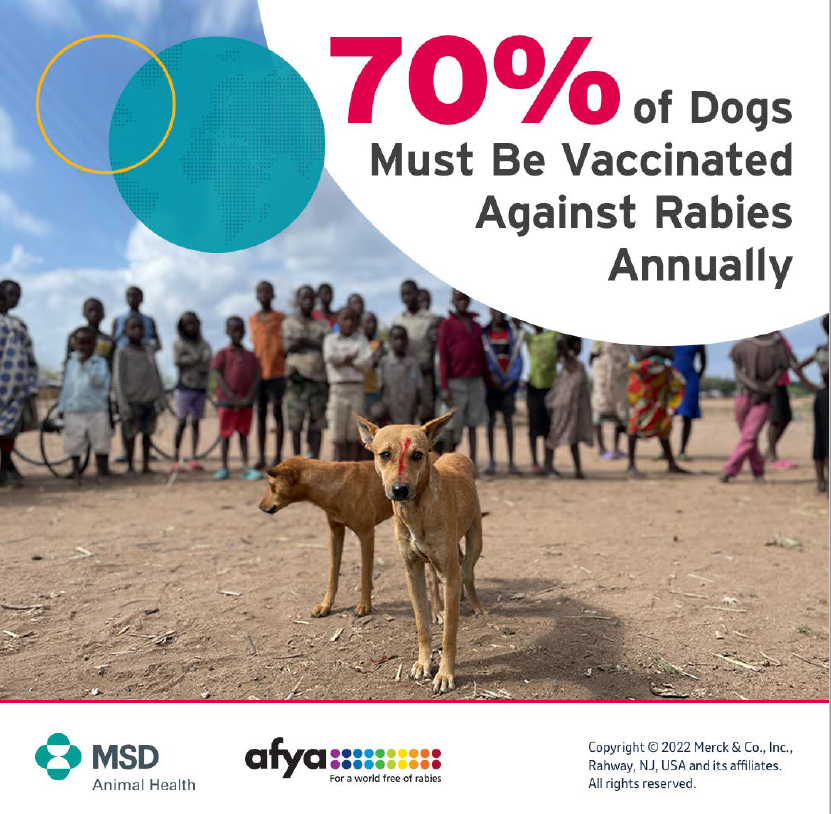 70% of Dogs
Must Be Vaccinated
Against Rabies
Annually
MSD
Animal Health
afya
For a world free of rabies
Copyright © 2022 Merck & Co., Inc.,
Rahway, NJ, USA and its affiliates.
All rights reserved.